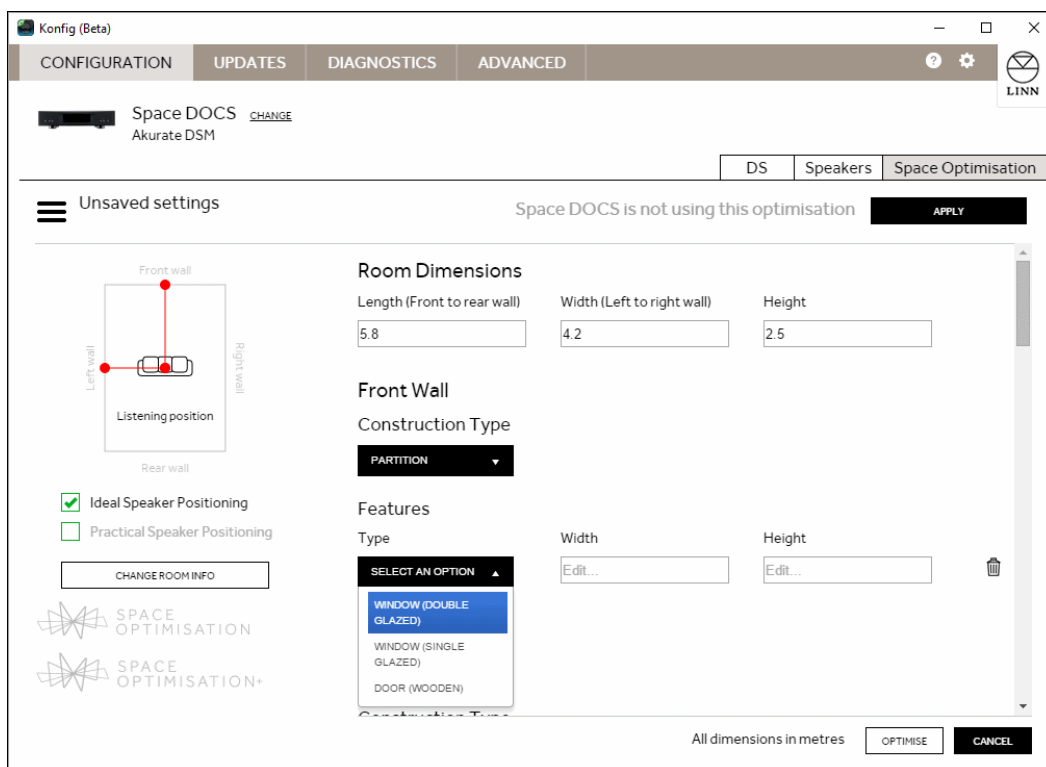 Konfig (Beta)
CONFIGURATION UPDATES DIAGNOSTICS ADVANCED ?
LINN
Space DOCS CHANGE
Akurate DSM
DS Speakers Space Optimisation
Unsaved settings
Space DOCS is not using this optimisation APPLY
Front wall
Left wall
Right wall
Listening position
Rear wall
Ideal Speaker Positioning
Practical Speaker Positioning
CHANGE ROOM INFO
SPACE
OPTIMISATION
SPACE
OPTIMISATION+
Room Dimensions
Length (Front to rear wall) Width (Left to right wall) Height
5.8 4.2 2.5
Front Wall
Construction Type
PARTITION
Features
Type Width Height
SELECT AN OPTION Edit... Edit...
WINDOW (DOUBLE
GLAZED)
WINDOW (SINGLE
GLAZED)
DOOR (WOODEN)
Construction Type
All dimensions in metres OPTIMISE CANCEL